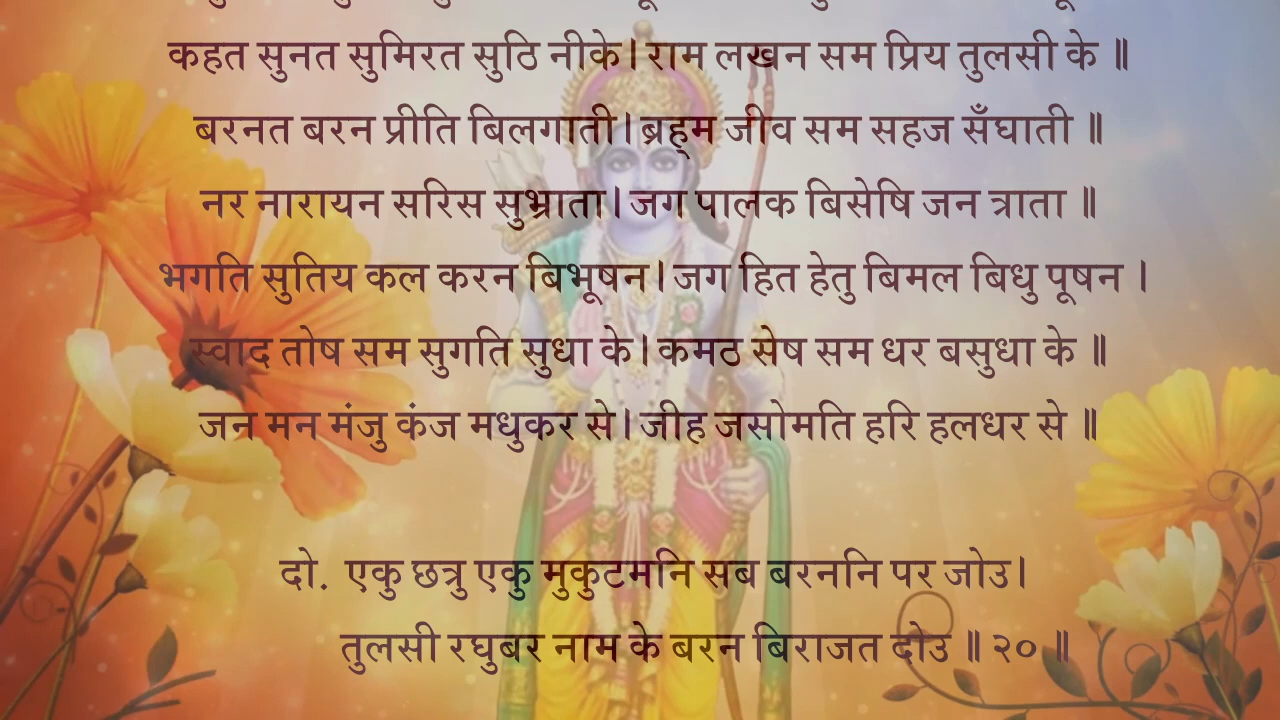 कहत सुनत सुमिरत सुठि नीके। राम लखन सम प्रिय तुलसी के ॥
बरनत बरन प्रीति बिलगाती। ब्रह्म जीव सम सहज सँघाती ॥
नर नारायन सरिस सुभ्राता। जग पालक बिसेषि जन त्राता ॥
भगति सुतिय कल करन बिभूषन। जग हित हेतु बिमल बिधु पूषन ।
स्वाद तोष सम सुगति सुधा के। कमठ सेष सम धर बसुधा के ॥
जन मन मंजु कंज मधुकर से। जीह जसोमति हरि हलधर से ॥
दो. एकु छत्रु एकु मुकुटमनि सब बरननि पर जोउ।
तुलसी रघुबर नाम के बरन बिराजत दोउ ॥ २० ॥